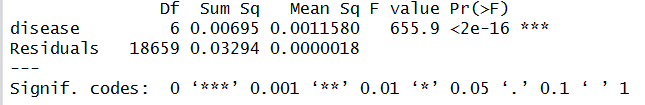 Df Sum Sq Mean Sq F value Pr(>F)
disease 6 0.00695 0.0011580 655.9 <2e-16 ***
Residuals 18659 0.03294 0.0000018
---
Signif. codes: 0 ‘***’ 0.001 ‘**’ 0.01 ‘*’ 0.05 ‘.’ 0.1 ‘ ’ 1